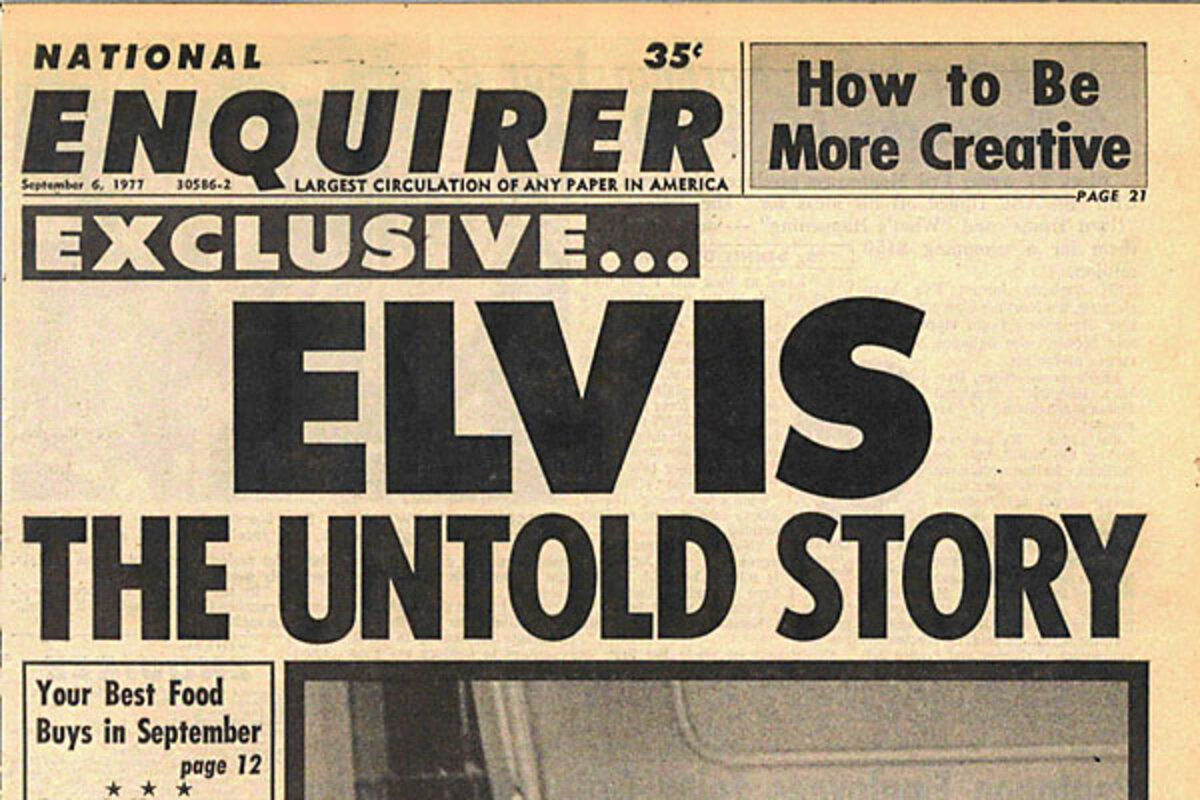 NATIONAL
35¢
ENQUIRER
September 6, 1977 30586-2 LARGEST CIRCULATION OF ANY PAPER IN AMERICA
How to Be
More Creative
PAGE 21
EXCLUSIVE...
ELVIS
THE UNTOLD STORY
Your Best Food
Buys in September
page 12
★ ★ ★